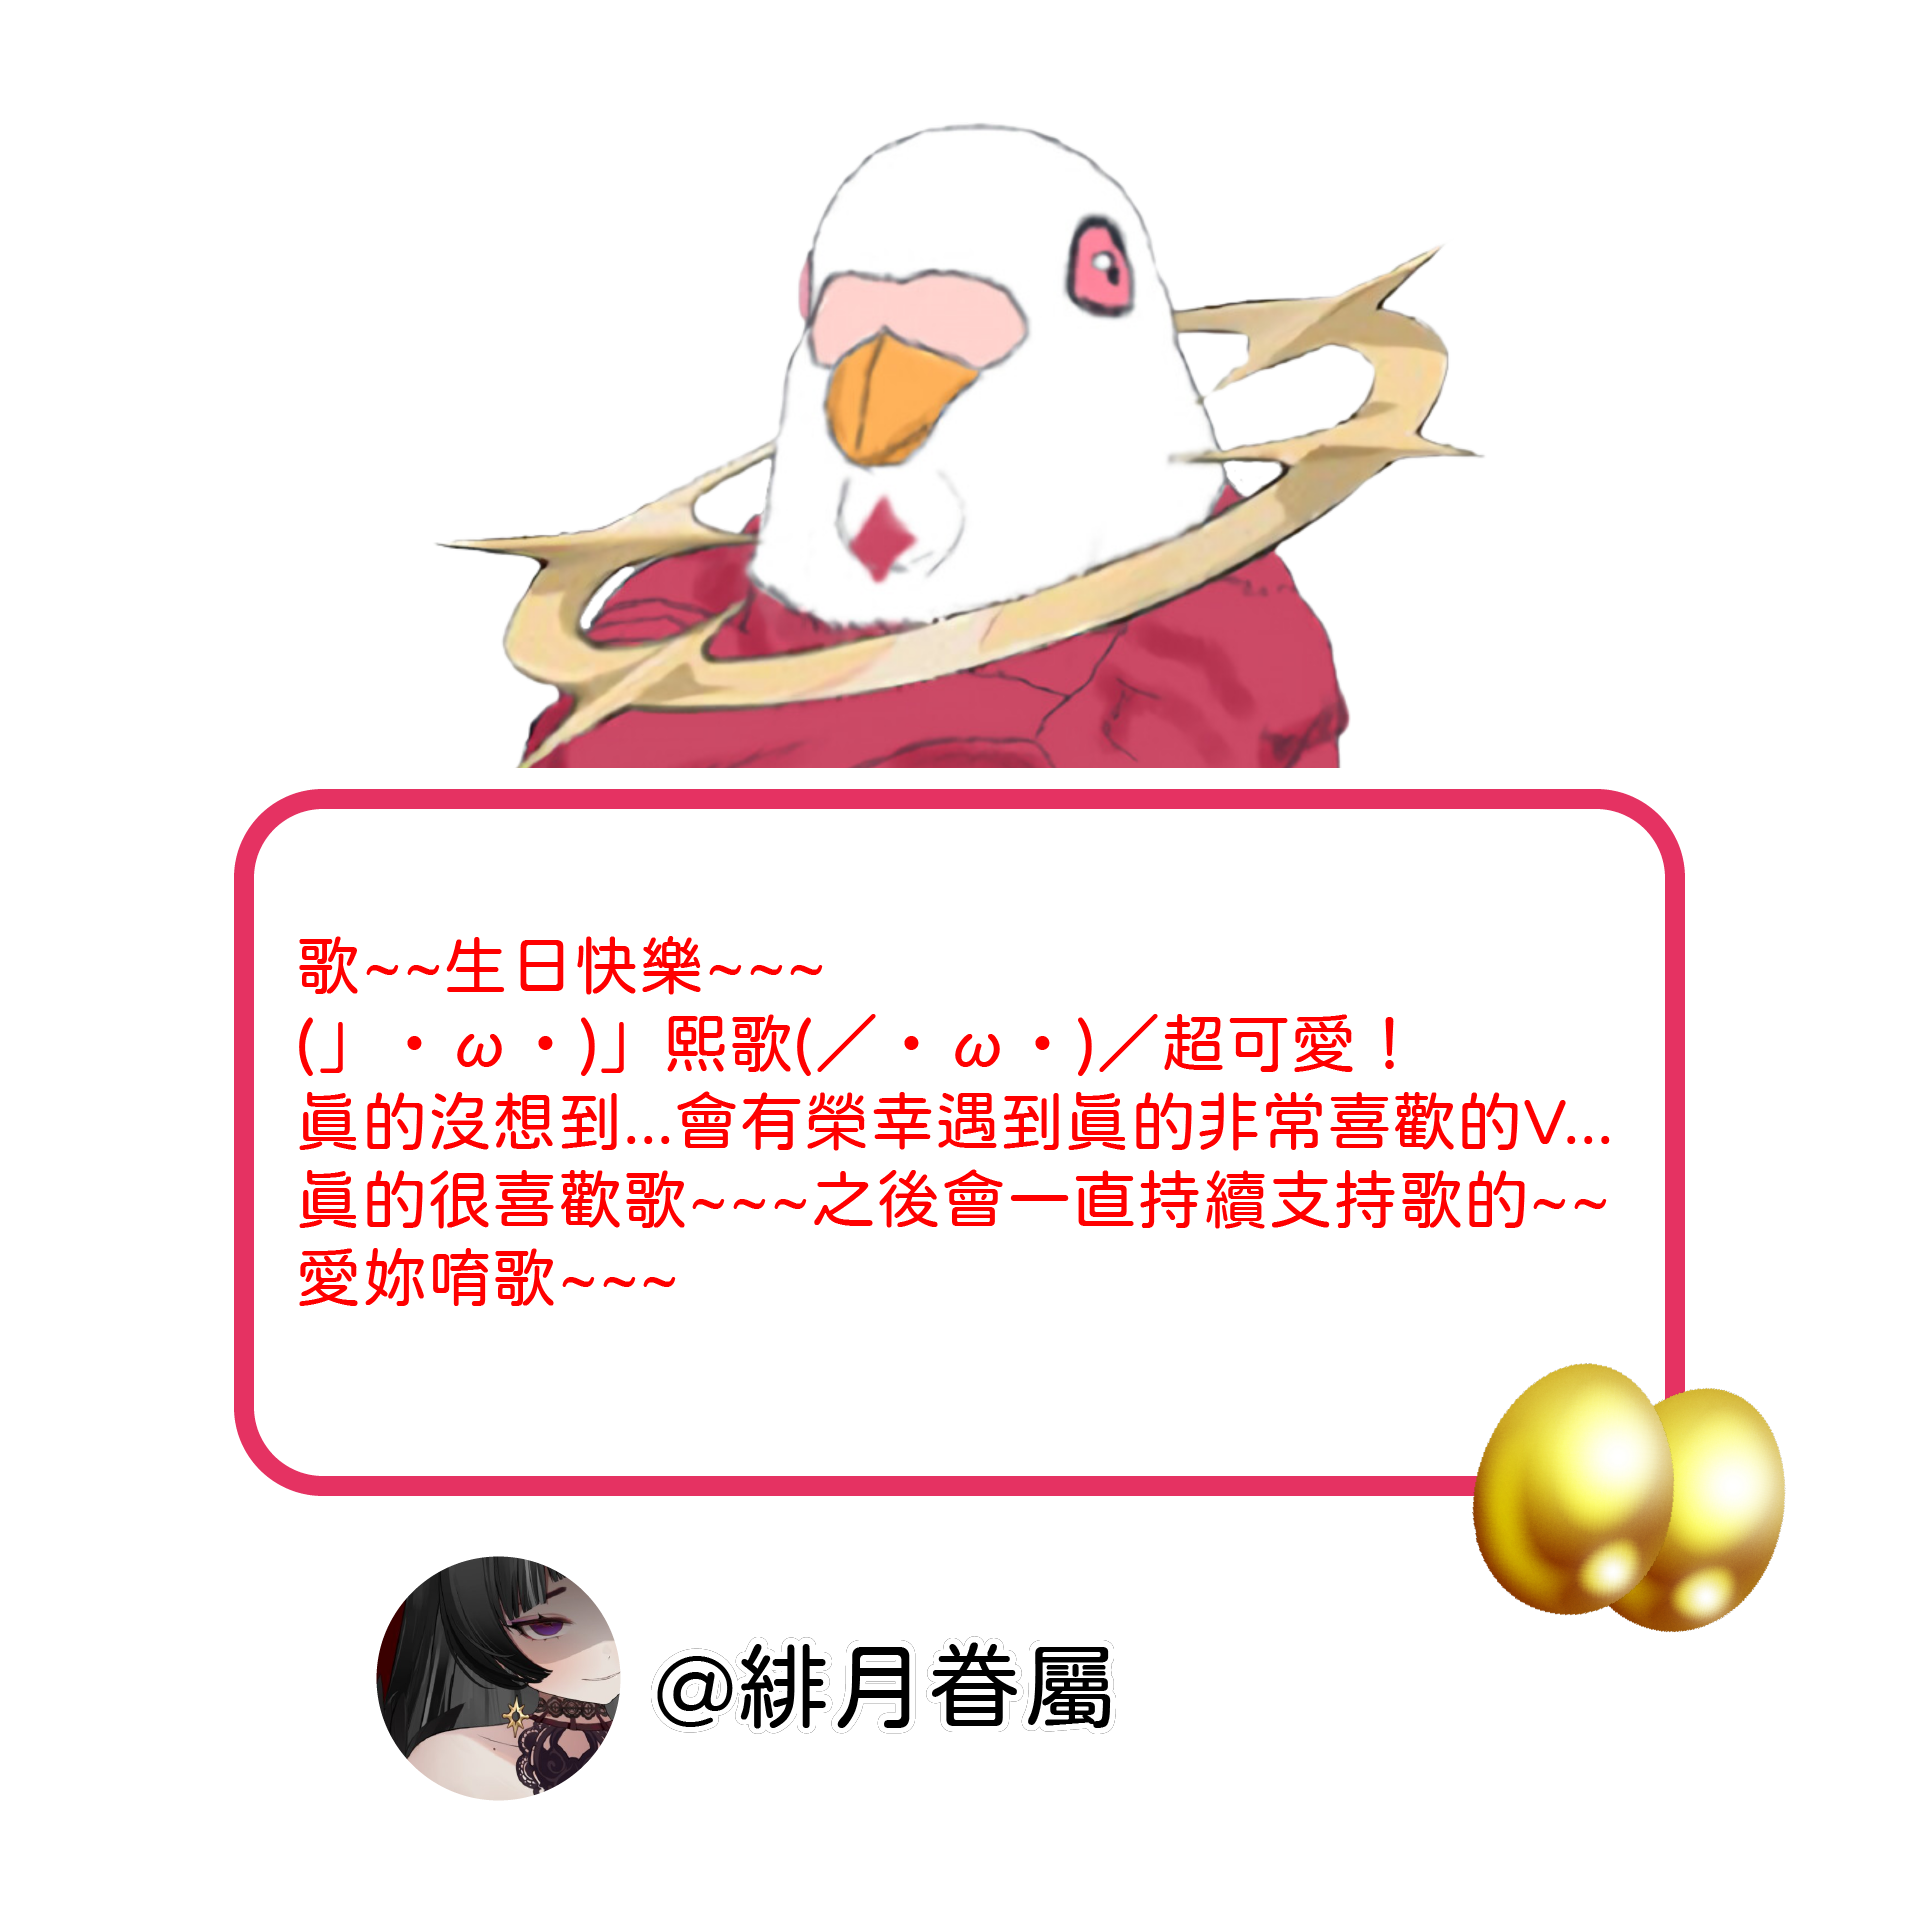 歌~~生日快樂~~~
(」・ω・)」熙歌(／・ω・)／超可愛！
眞的沒想到...會有榮幸遇到眞的非常喜歡的V...
眞的很喜歡歌~~~之後會一直持續支持歌的~~
愛妳唷歌~~~
@緋月眷屬